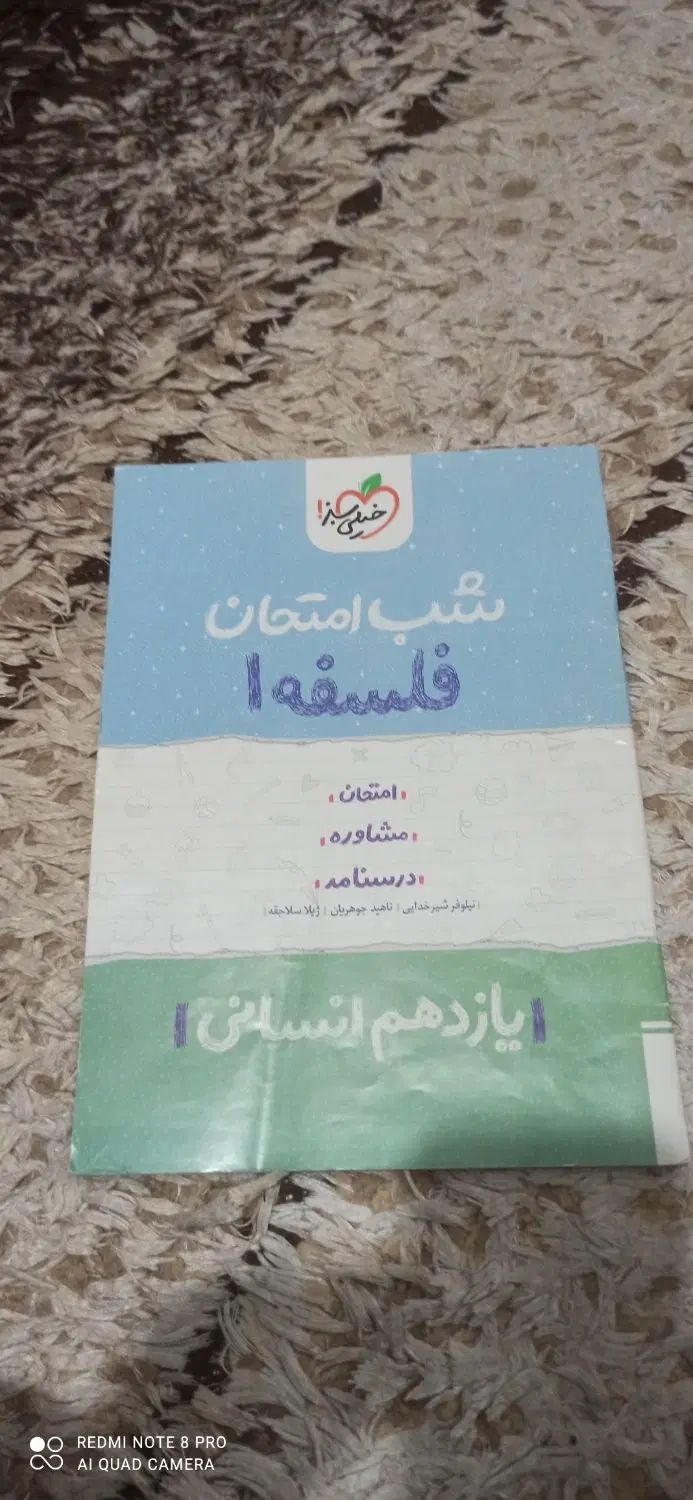 خیلی سبز!
شب امتحان
فلسفه ۱
امتحان
مشاوره
درسنامه
| نیلوفر شیرخدایی | ناهید جوهریان | ژیلا سلاجقه |
یازدهم انسانی
REDMI NOTE 8 PRO
AI QUAD CAMERA